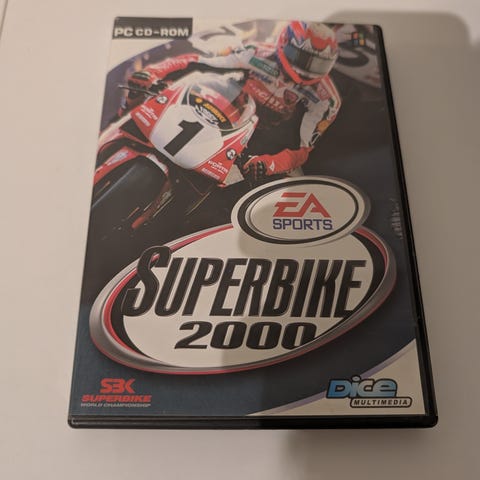 PC CD-ROM
1
EA
SPORTS
SUPERBIKE
2000
SBK
SUPERBIKE
WORLD CHAMPIONSHIP
Dice
MULTIMEDIA